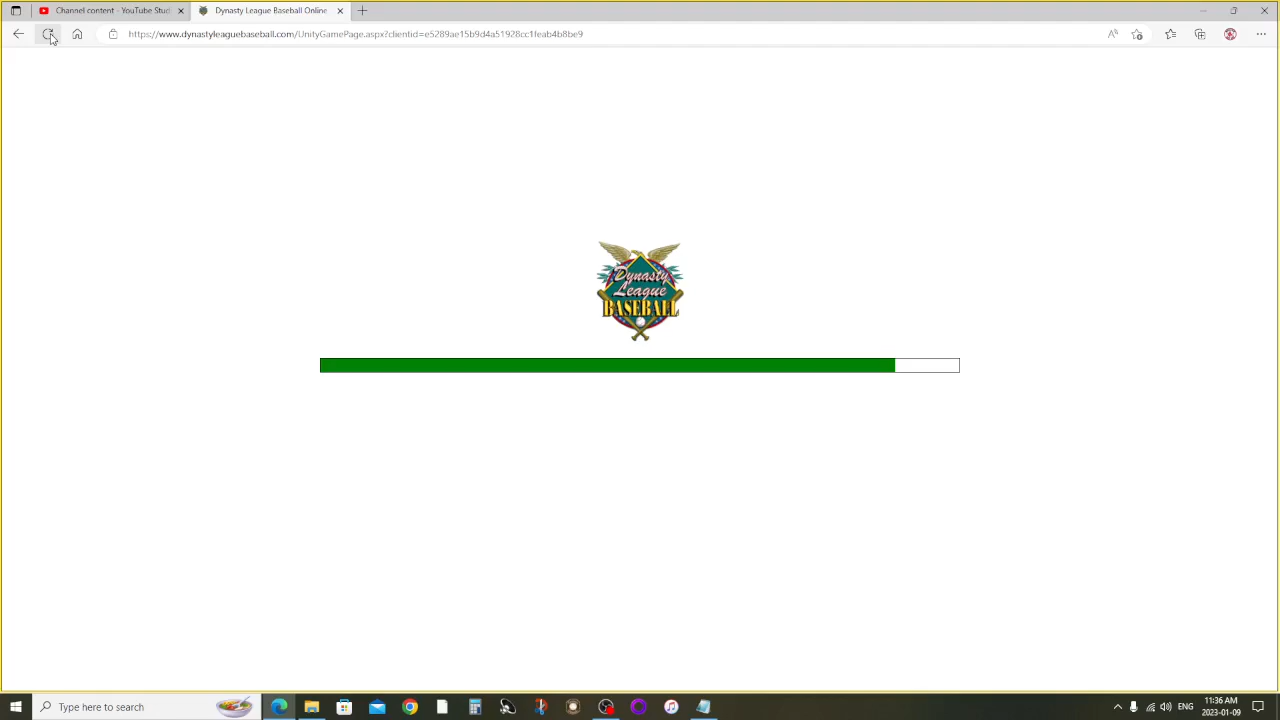 Channel content - YouTube Stud
Dynasty League Baseball Online
https://www.dynastyleaguebaseball.com/UnityGamePage.aspx?clientid=e5289ae15b9d4a51928cc1feab4b8be9
Dynasty
League
BASEBALL
Type here to search
ENG
11:36 AM
2023-01-09